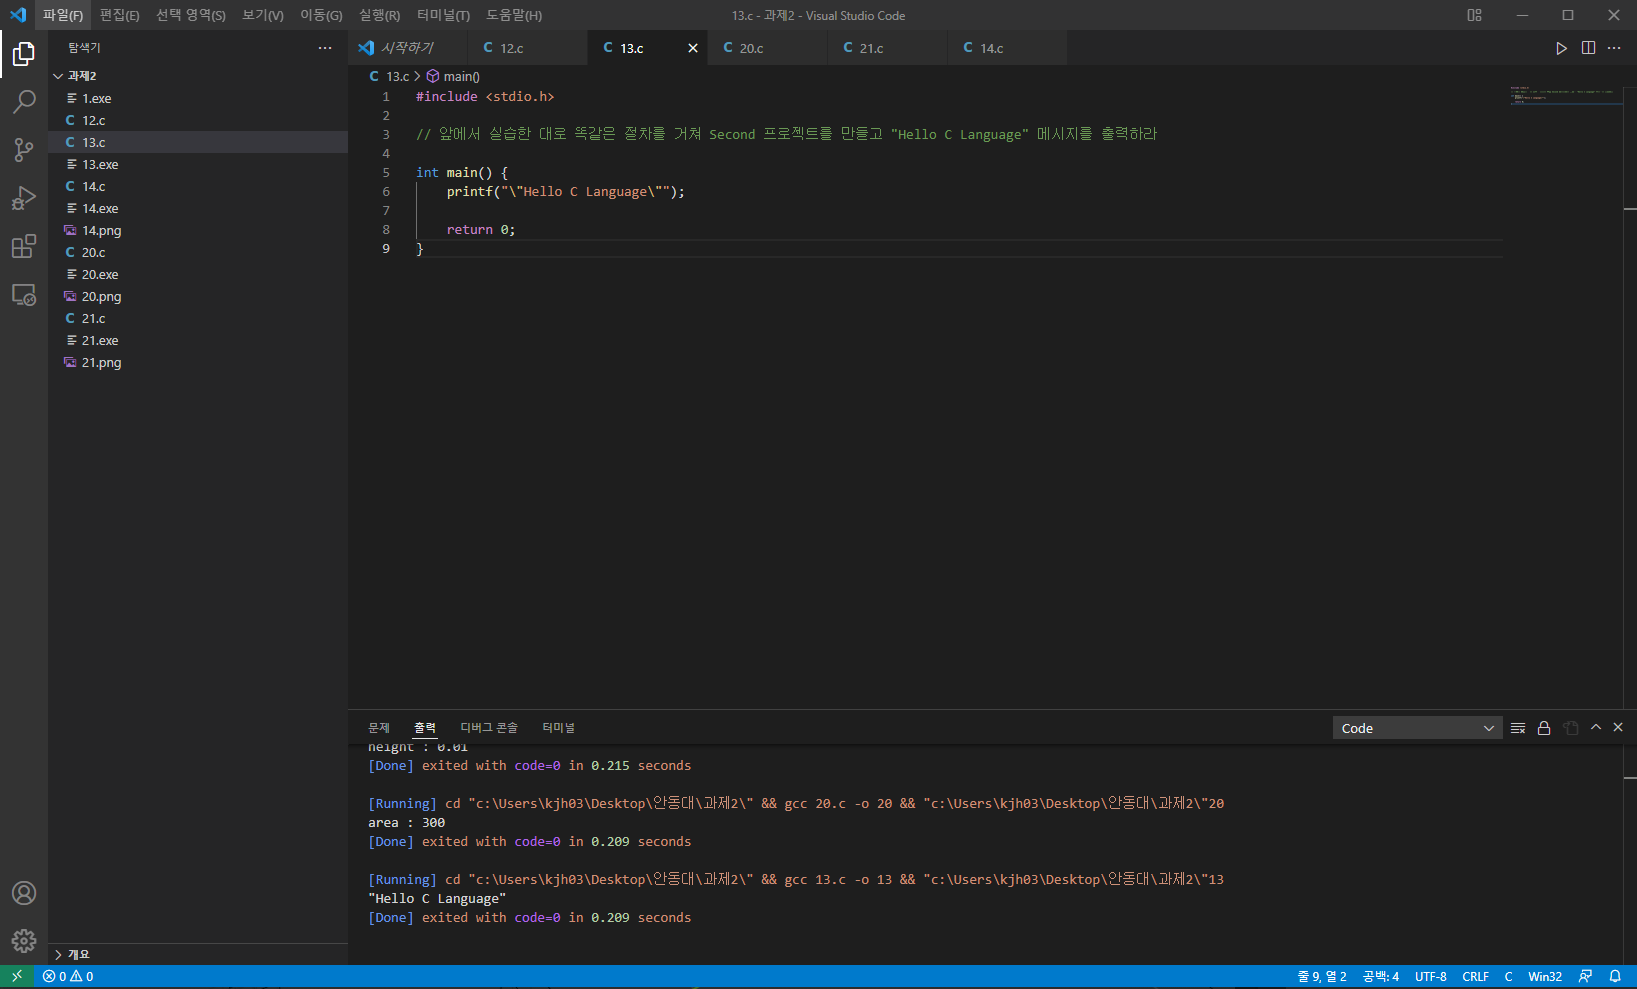 파일(F) 편집(E) 선택 영역(S) 보기(V) 이동(G) 실행(R) 터미널(T) 도움말(H)
13.c - 과제2 - Visual Studio Code
탐색기
과제2
1.exe
12.c
13.c
13.exe
14.c
14.exe
14.png
20.c
20.exe
20.png
21.c
21.exe
21.png
개요
시작하기 12.c 13.c 20.c 21.c 14.c
13.c > main()
1 #include <stdio.h>
2
3 // 앞에서 실습한 대로 똑같은 절차를 거쳐 Second 프로젝트를 만들고 "Hello C Language" 메시지를 출력하라
4
5 int main() {
6 printf("\"Hello C Language\"");
7
8 return 0;
9 }
문제 출력 디버그 콘솔 터미널
Code
height : 0.01
[Done] exited with code=0 in 0.215 seconds
[Running] cd "c:\Users\kjh03\Desktop\안동대\과제2\" && gcc 20.c -o 20 && "c:\Users\kjh03\Desktop\안동대\과제2\"20
area : 300
[Done] exited with code=0 in 0.209 seconds
[Running] cd "c:\Users\kjh03\Desktop\안동대\과제2\" && gcc 13.c -o 13 && "c:\Users\kjh03\Desktop\안동대\과제2\"13
"Hello C Language"
[Done] exited with code=0 in 0.209 seconds
0 0
줄 9, 열 2 공백: 4 UTF-8 CRLF C Win32